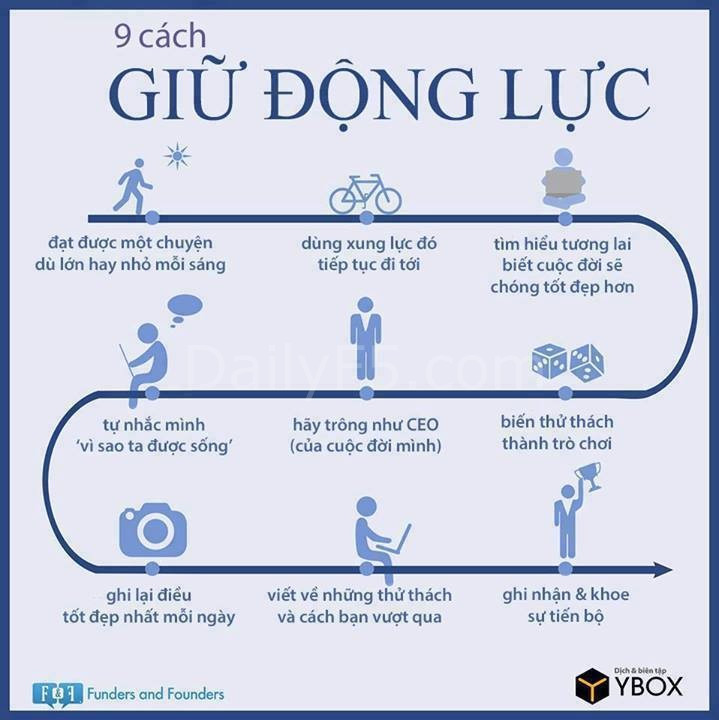 9 cách
GIỮ ĐỘNG LỰC
đạt được một chuyện
dù lớn hay nhỏ mỗi sáng
dùng xung lực đó
tiếp tục đi tới
tìm hiểu tương lai
biết cuộc đời sẽ
chóng tốt đẹp hơn
DailyF5.com
biến thử thách
thành trò chơi
hãy trông như CEO
(của cuộc đời mình)
tự nhắc mình
‘vì sao ta được sống’
ghi lại điều
tốt đẹp nhất mỗi ngày
viết về những thử thách
và cách bạn vượt qua
ghi nhận & khoe
sự tiến bộ
F&F Funders and Founders
Dịch & biên tập
YBOX